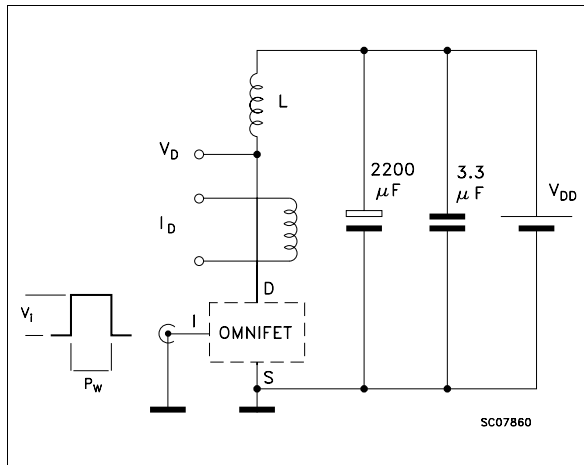 L
V_D
2200
μF
3.3
μF
V_DD
I_D
D
V_i
I
OMNIFET
P_W
S
SC07860